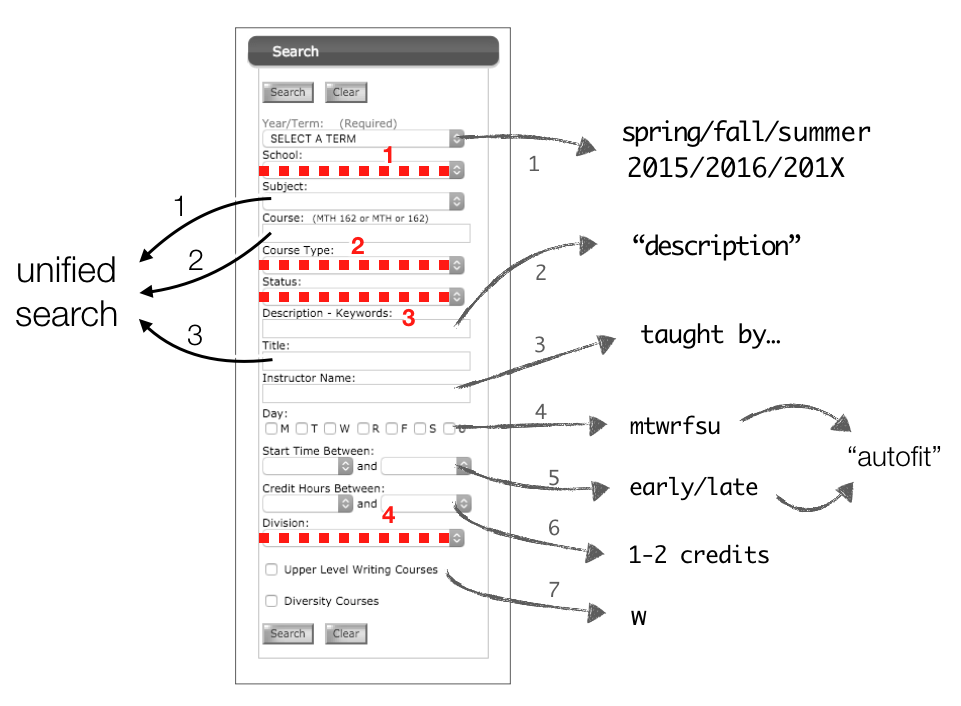 Search
Search Clear
Year/Term: (Required)
SELECT A TERM
School:
1
Subject:
Course: (MTH 162 or MTH or 162)
Course Type:
2
Status:
Description - Keywords:
3
Title:
Instructor Name:
Day:
M T W R F S U
Start Time Between:
and
Credit Hours Between:
and
4
Division:
Upper Level Writing Courses
Diversity Courses
Search Clear
1
2
3
unified
search
1
spring/fall/summer
2015/2016/201X
2
“description”
3
taught by…
4
mtwrfsu
5
early/late
“autofit”
6
1-2 credits
7
w